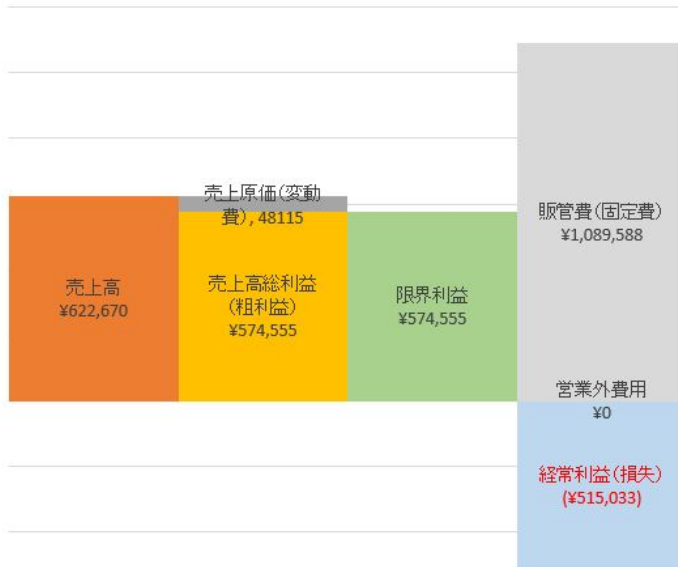 売上高
¥622,670
売上原価(変動
費), 48115
売上高総利益
(粗利益)
¥574,555
限界利益
¥574,555
販管費(固定費)
¥1,089,588
営業外費用
¥0
経常利益(損失)
(¥515,033)